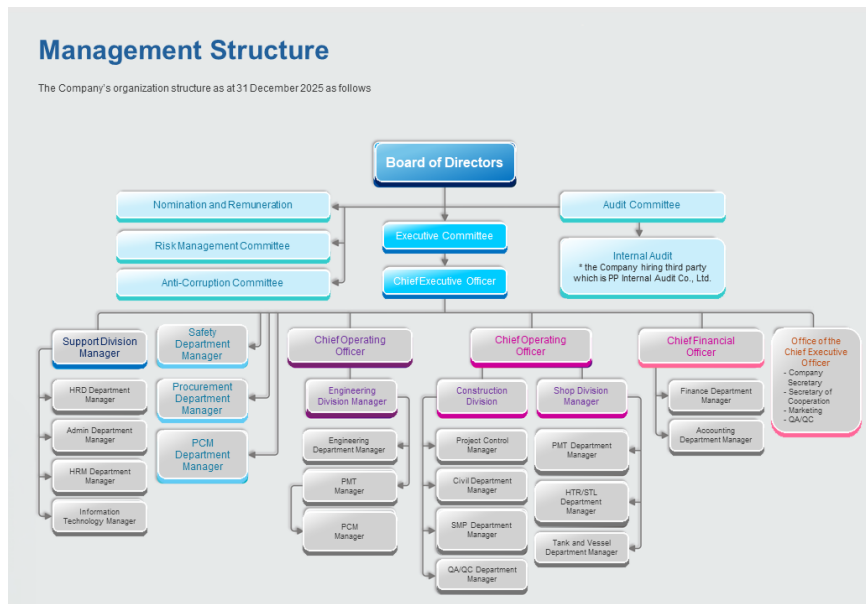 Management Structure
The Company's organization structure as at 31 December 2025 as follows
Board of Directors
Nomination and Remuneration
Audit Committee
Executive Committee
Risk Management Committee
Internal Audit
* the Company hiring third party
which is PP Internal Audit Co., Ltd.
Anti-Corruption Committee
Chief Executive Officer
Support Division
Manager
Safety
Department
Manager
Chief Operating
Officer
Chief Operating
Officer
Chief Financial
Officer
Office of the
Chief Executive
Officer
- Company
Secretary
- Secretary of
Cooperation
- Marketing
- QA/QC
HRD Department
Manager
Procurement
Department
Manager
Engineering
Division Manager
Construction
Division
Shop Division
Manager
Finance Department
Manager
Admin Department
Manager
PCM
Department
Manager
Engineering
Department Manager
Project Control
Manager
PMT Department
Manager
Accounting
Department Manager
HRM Department
Manager
PMT
Manager
Civil Department
Manager
HTR/STL
Department
Manager
Information
Technology Manager
PCM
Manager
SMP Department
Manager
Tank and Vessel
Department Manager
QA/QC Department
Manager